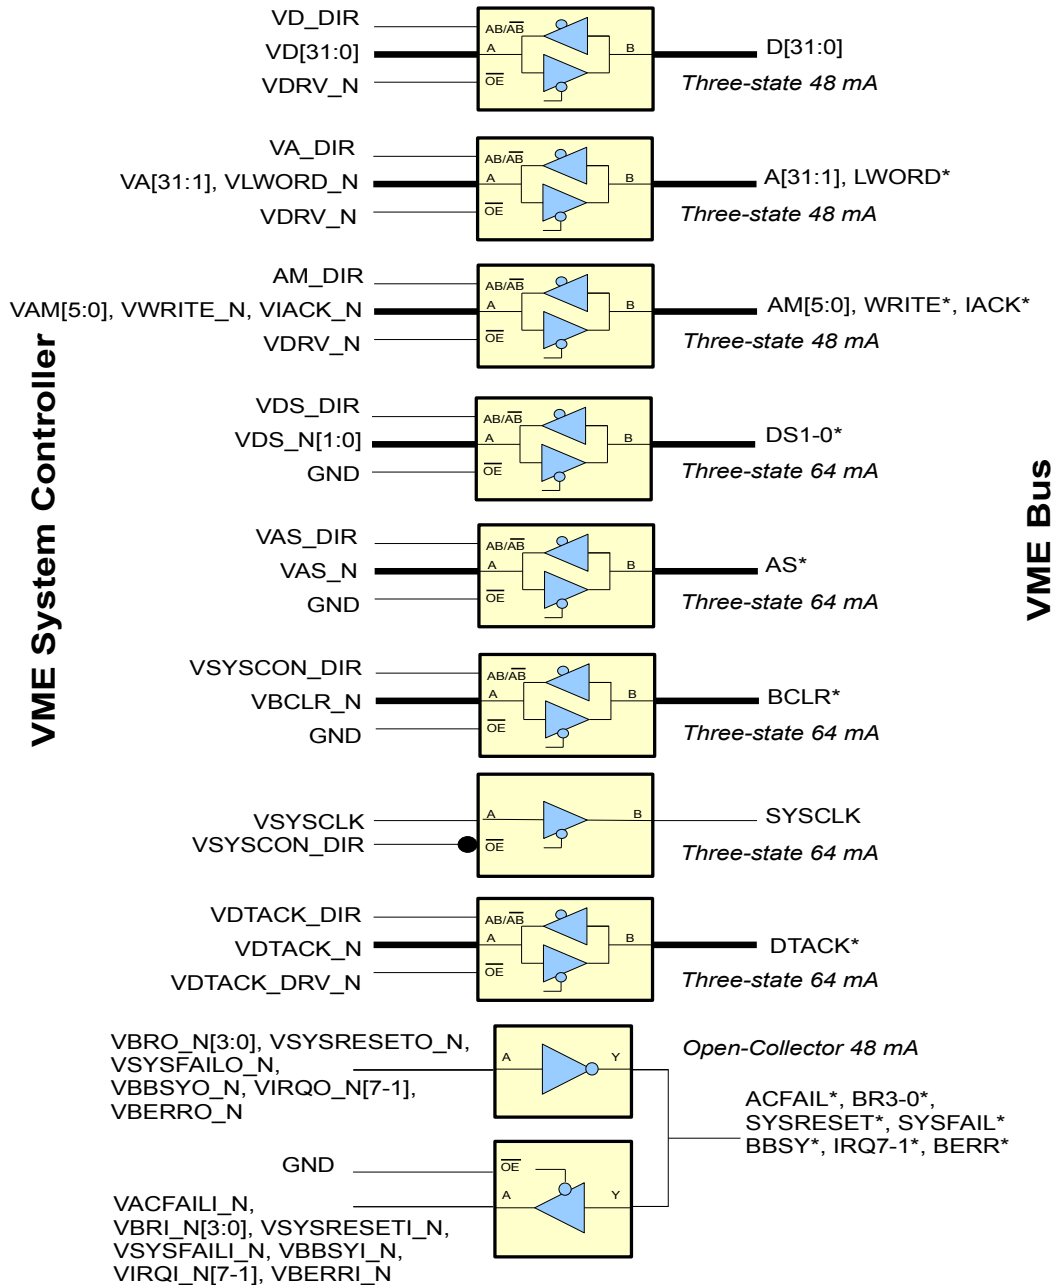 VD_DIR
VD[31:0]
VDRV_N
AB/AB
A
OE
B
D[31:0]
Three-state 48 mA
VA_DIR
VA[31:1], VLWORD_N
VDRV_N
AB/AB
A
OE
B
A[31:1], LWORD*
Three-state 48 mA
AM_DIR
VAM[5:0], VWRITE_N, VIACK_N
VDRV_N
AB/AB
A
OE
B
AM[5:0], WRITE*, IACK*
Three-state 48 mA
VME System Controller
VME Bus
VDS_DIR
VDS_N[1:0]
GND
AB/AB
A
OE
B
DS1-0*
Three-state 64 mA
VAS_DIR
VAS_N
GND
AB/AB
A
OE
B
AS*
Three-state 64 mA
VSYSCON_DIR
VBCLR_N
GND
AB/AB
A
OE
B
BCLR*
Three-state 64 mA
VSYSCLK
VSYSCON_DIR
A
OE
B
SYSCLK
Three-state 64 mA
VDTACK_DIR
VDTACK_N
VDTACK_DRV_N
AB/AB
A
OE
B
DTACK*
Three-state 64 mA
VBRO_N[3:0], VSYSRESETO_N,
VSYSFAILO_N,
VBBSYO_N, VIRQO_N[7-1],
VBERRO_N
A
Y
Open-Collector 48 mA
ACFAIL*, BR3-0*,
SYSRESET*, SYSFAIL*
BBSY*, IRQ7-1*, BERR*
GND
OE
A
Y
VACFAILI_N,
VBRI_N[3:0], VSYSRESETI_N,
VSYSFAILI_N, VBBSYI_N,
VIRQI_N[7-1], VBERRI_N